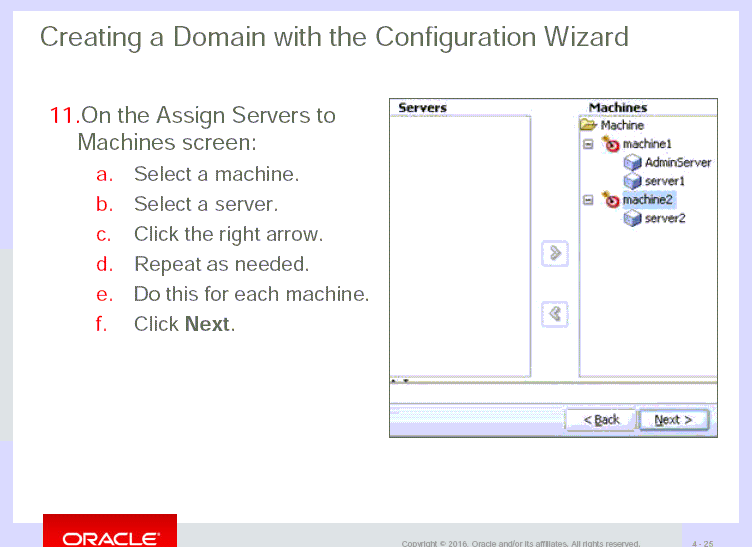 Creating a Domain with the Configuration Wizard
11.On the Assign Servers to
Machines screen:
a. Select a machine.
b. Select a server.
c. Click the right arrow.
d. Repeat as needed.
e. Do this for each machine.
f. Click Next.
Servers
Machines
Machine
machine1
AdminServer
server1
machine2
server2
< Back
Next >
ORACLE®
Copyright © 2016, Oracle and/or its affiliates. All rights reserved.
4 - 25